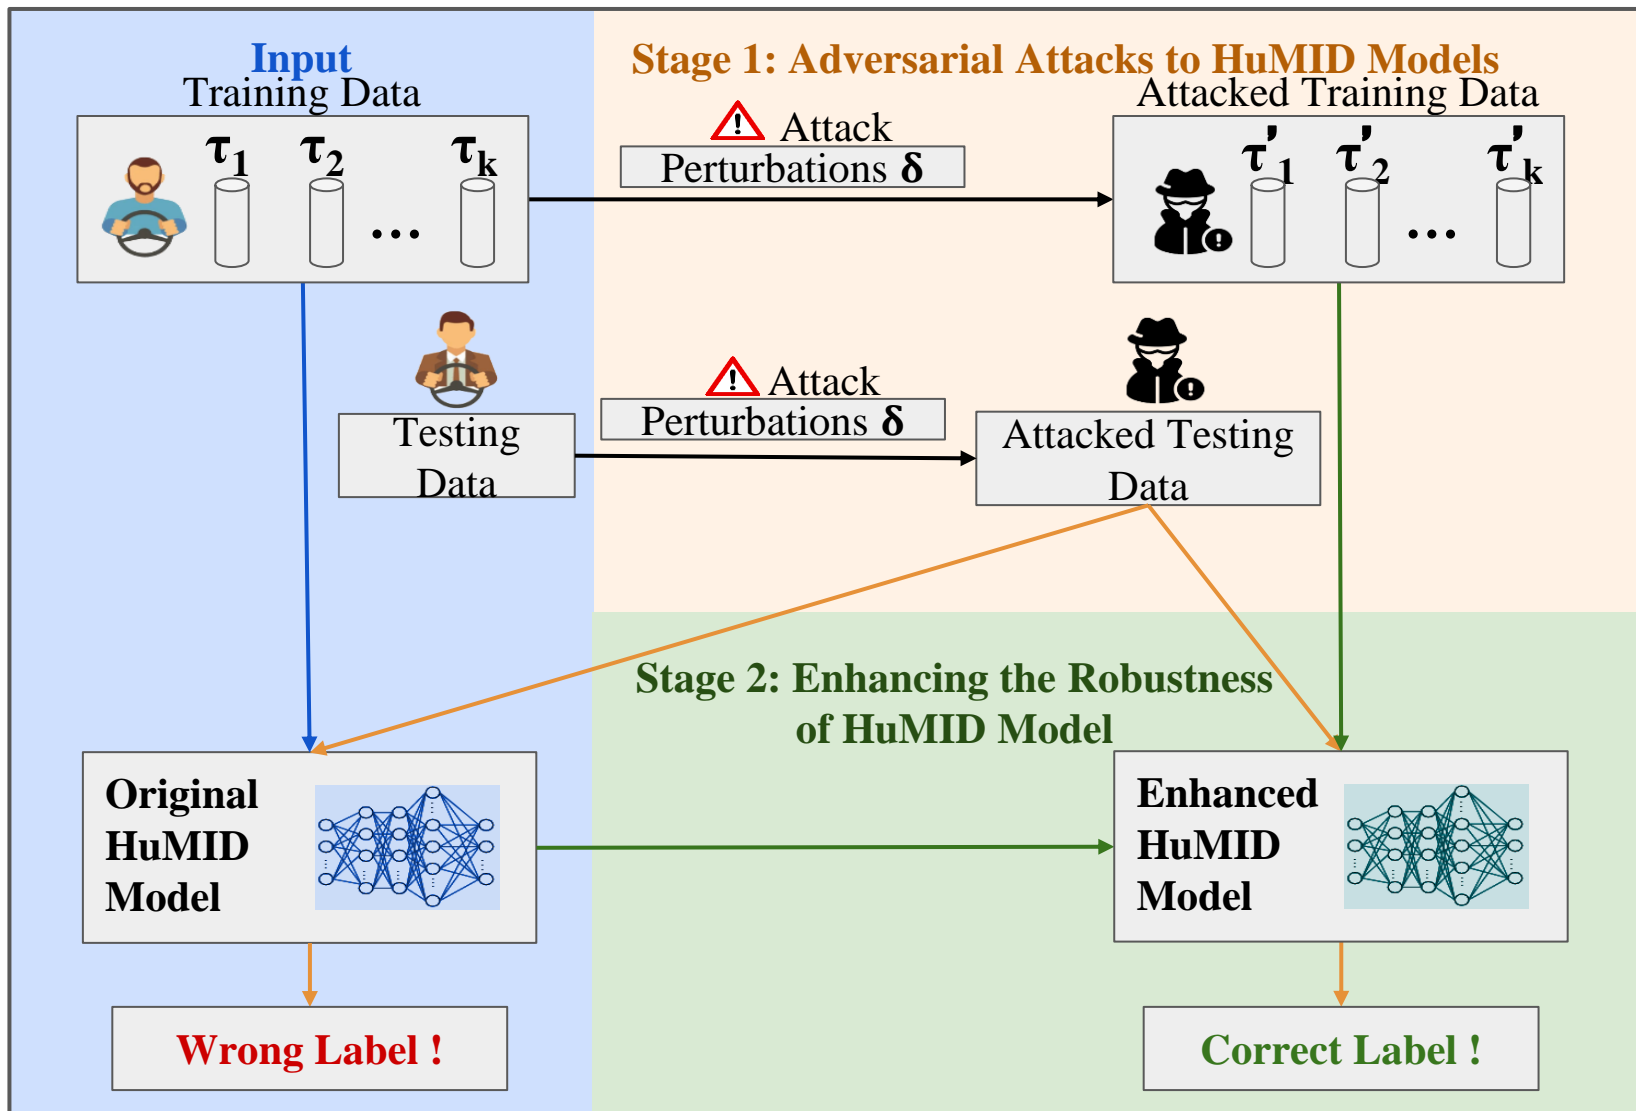 Input
Training Data
τ1 τ2 ... τk
Stage 1: Adversarial Attacks to HuMID Models
Attack
Perturbations δ
Attacked Training Data
τ'1 τ'2 ... τ'k
Testing
Data
Attack
Perturbations δ
Attacked Testing
Data
Stage 2: Enhancing the Robustness
of HuMID Model
Original
HuMID
Model
Enhanced
HuMID
Model
Wrong Label !
Correct Label !